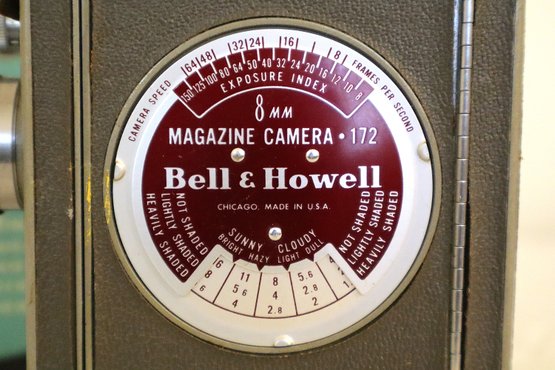 CAMERA SPEED 64 48 32 24 16 8 FRAMES PER SECOND
150 125 100 80 64 50 40 32 24 20 16 12 10 8
EXPOSURE INDEX
8 MM
MAGAZINE CAMERA • 172
Bell & Howell
CHICAGO. MADE IN U.S.A.
NOT SHADED
LIGHTLY SHADED
HEAVILY SHADED
SUNNY CLOUDY
BRIGHT HAZY LIGHT DULL
NOT SHADED
LIGHTLY SHADED
HEAVILY SHADED
16 11 8 5.6
8 5.6 4 2.8
6 4 2.8 2